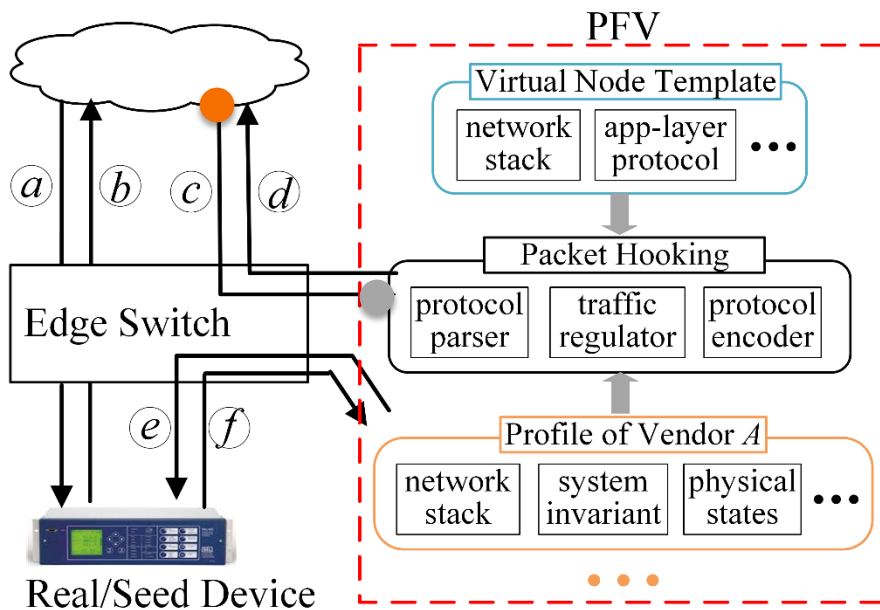 PFV
Virtual Node Template
network
stack
app-layer
protocol
a
b
c
d
Packet Hooking
Edge Switch
protocol
parser
traffic
regulator
protocol
encoder
e
f
Profile of Vendor A
network
stack
system
invariant
physical
states
Real/Seed Device